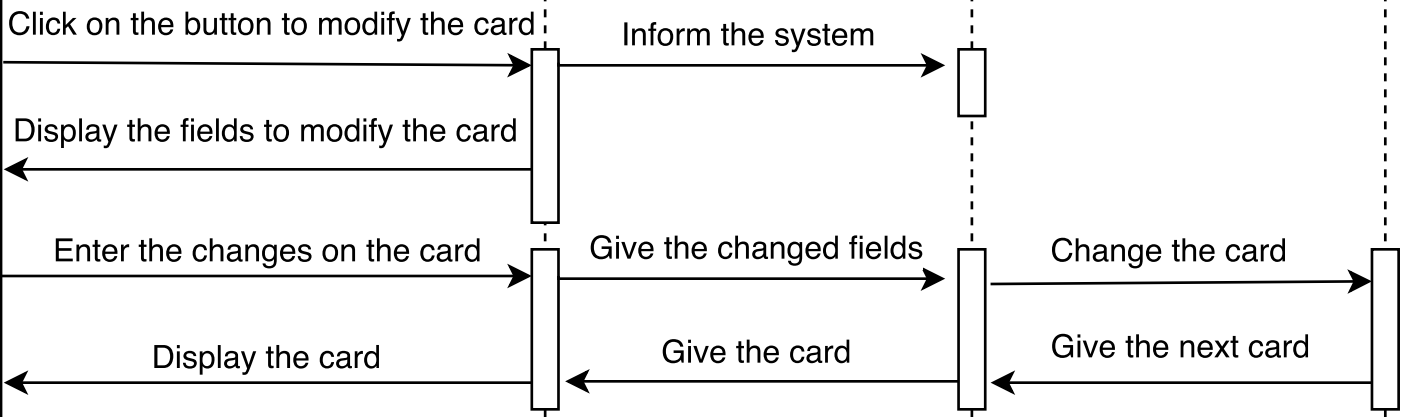 Click on the button to modify the card
Inform the system
Display the fields to modify the card
Enter the changes on the card
Give the changed fields
Change the card
Display the card
Give the card
Give the next card